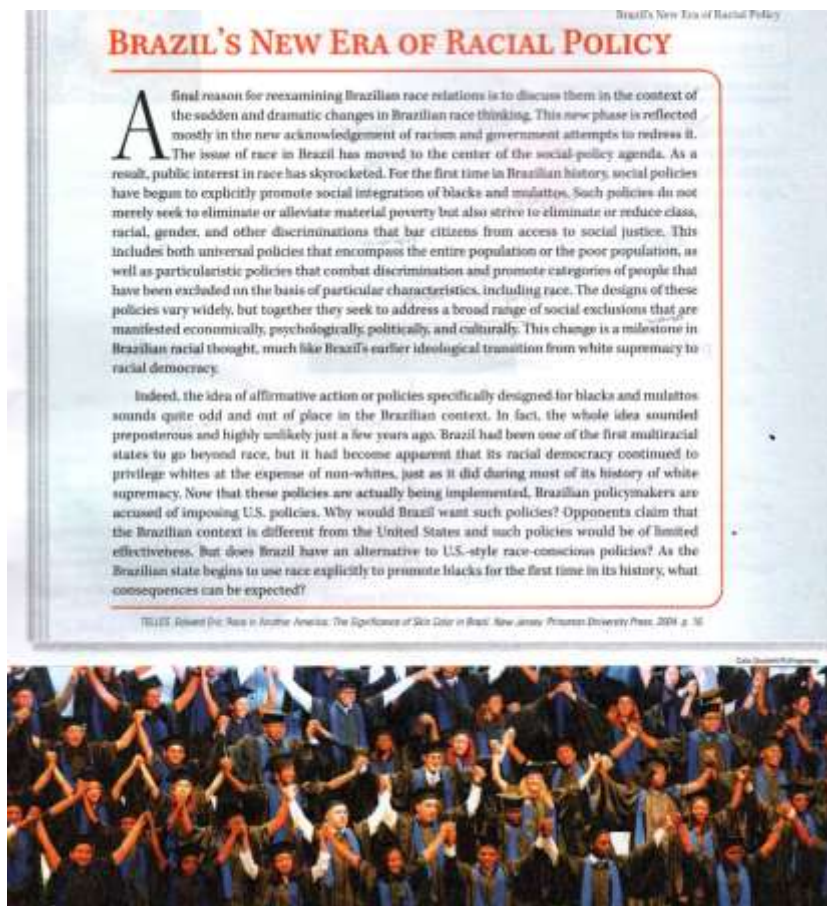 Brazil's New Era of Racial Policy
BRAZIL'S NEW ERA OF RACIAL POLICY
A final reason for reexamining Brazilian race relations is to discuss them in the context of
the sudden and dramatic changes in Brazilian race thinking. This new phase is reflected
mostly in the new acknowledgement of racism and government attempts to redress it.
The issue of race in Brazil has moved to the center of the social-policy agenda. As a
result, public interest in race has skyrocketed. For the first time in Brazilian history, social policies
have begun to explicitly promote social integration of blacks and mulattos. Such policies do not
merely seek to eliminate or alleviate material poverty but also strive to eliminate or reduce class,
racial, gender, and other discriminations that bar citizens from access to social justice. This
includes both universal policies that encompass the entire population or the poor population, as
well as particularistic policies that combat discrimination and promote categories of people that
have been excluded on the basis of particular characteristics, including race. The designs of these
policies vary widely, but together they seek to address a broad range of social exclusions that are
manifested economically, psychologically, politically, and culturally. This change is a milestone in
Brazilian racial thought, much like Brazil's earlier ideological transition from white supremacy to
racial democracy.
Indeed, the idea of affirmative action or policies specifically designed for blacks and mulattos
sounds quite odd and out of place in the Brazilian context. In fact, the whole idea sounded
preposterous and highly unlikely just a few years ago. Brazil had been one of the first multiracial
states to go beyond race, but it had become apparent that its racial democracy continued to
privilege whites at the expense of non-whites, just as it did during most of its history of white
supremacy. Now that these policies are actually being implemented, Brazilian policymakers are
accused of imposing U.S. policies. Why would Brazil want such policies? Opponents claim that
the Brazilian context is different from the United States and such policies would be of limited
effectiveness. But does Brazil have an alternative to U.S.-style race-conscious policies? As the
Brazilian state begins to use race explicitly to promote blacks for the first time in its history, what
consequences can be expected?
TELLES, Edward Eric. Race in Another America: The Significance of Skin Color in Brazil. New Jersey: Princeton University Press, 2004. p. 16